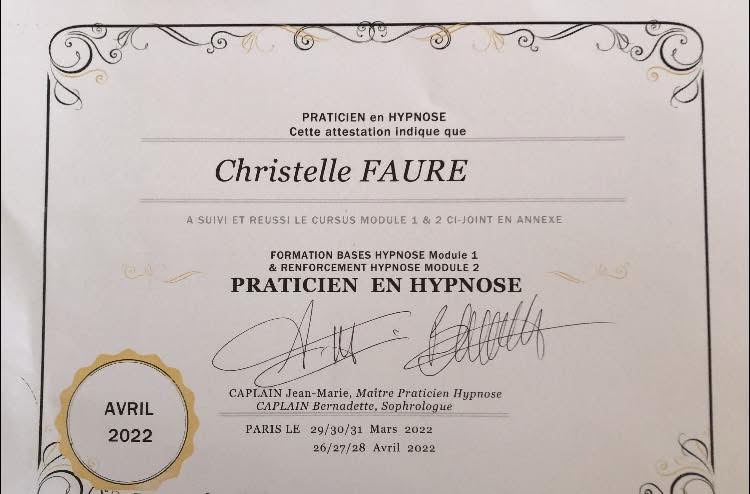 PRATICIEN en HYPNOSE
Cette attestation indique que
Christelle FAURE
A SUIVI ET REUSSI LE CURSUS MODULE 1 & 2 CI-JOINT EN ANNEXE
FORMATION BASES HYPNOSE Module 1
& RENFORCEMENT HYPNOSE MODULE 2
PRATICIEN EN HYPNOSE
CAPLAIN Jean-Marie, Maître Praticien Hypnose
CAPLAIN Bernadette, Sophrologue
PARIS LE 29/30/31 Mars 2022
26/27/28 Avril 2022
AVRIL
2022